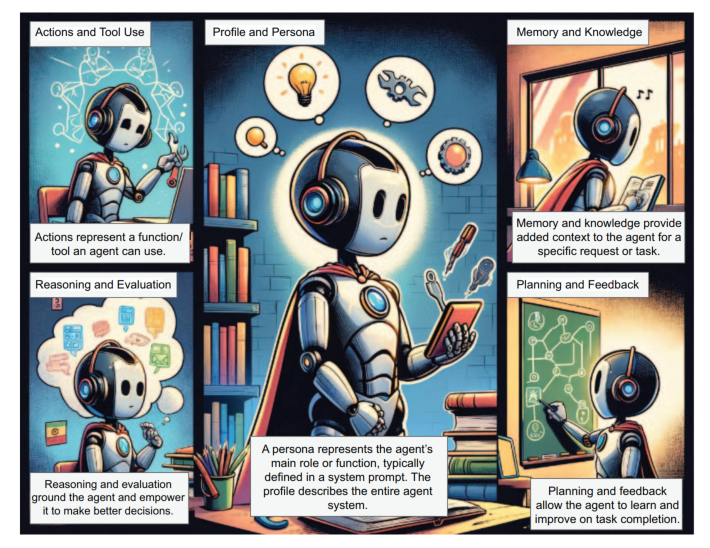 Actions and Tool Use
Actions represent a function/
tool an agent can use.
Profile and Persona
A persona represents the agent's
main role or function, typically
defined in a system prompt. The
profile describes the entire agent
system.
Memory and Knowledge
Memory and knowledge provide
added context to the agent for a
specific request or task.
Reasoning and Evaluation
Reasoning and evaluation
ground the agent and empower
it to make better decisions.
Planning and Feedback
Planning and feedback
allow the agent to learn and
improve on task completion.